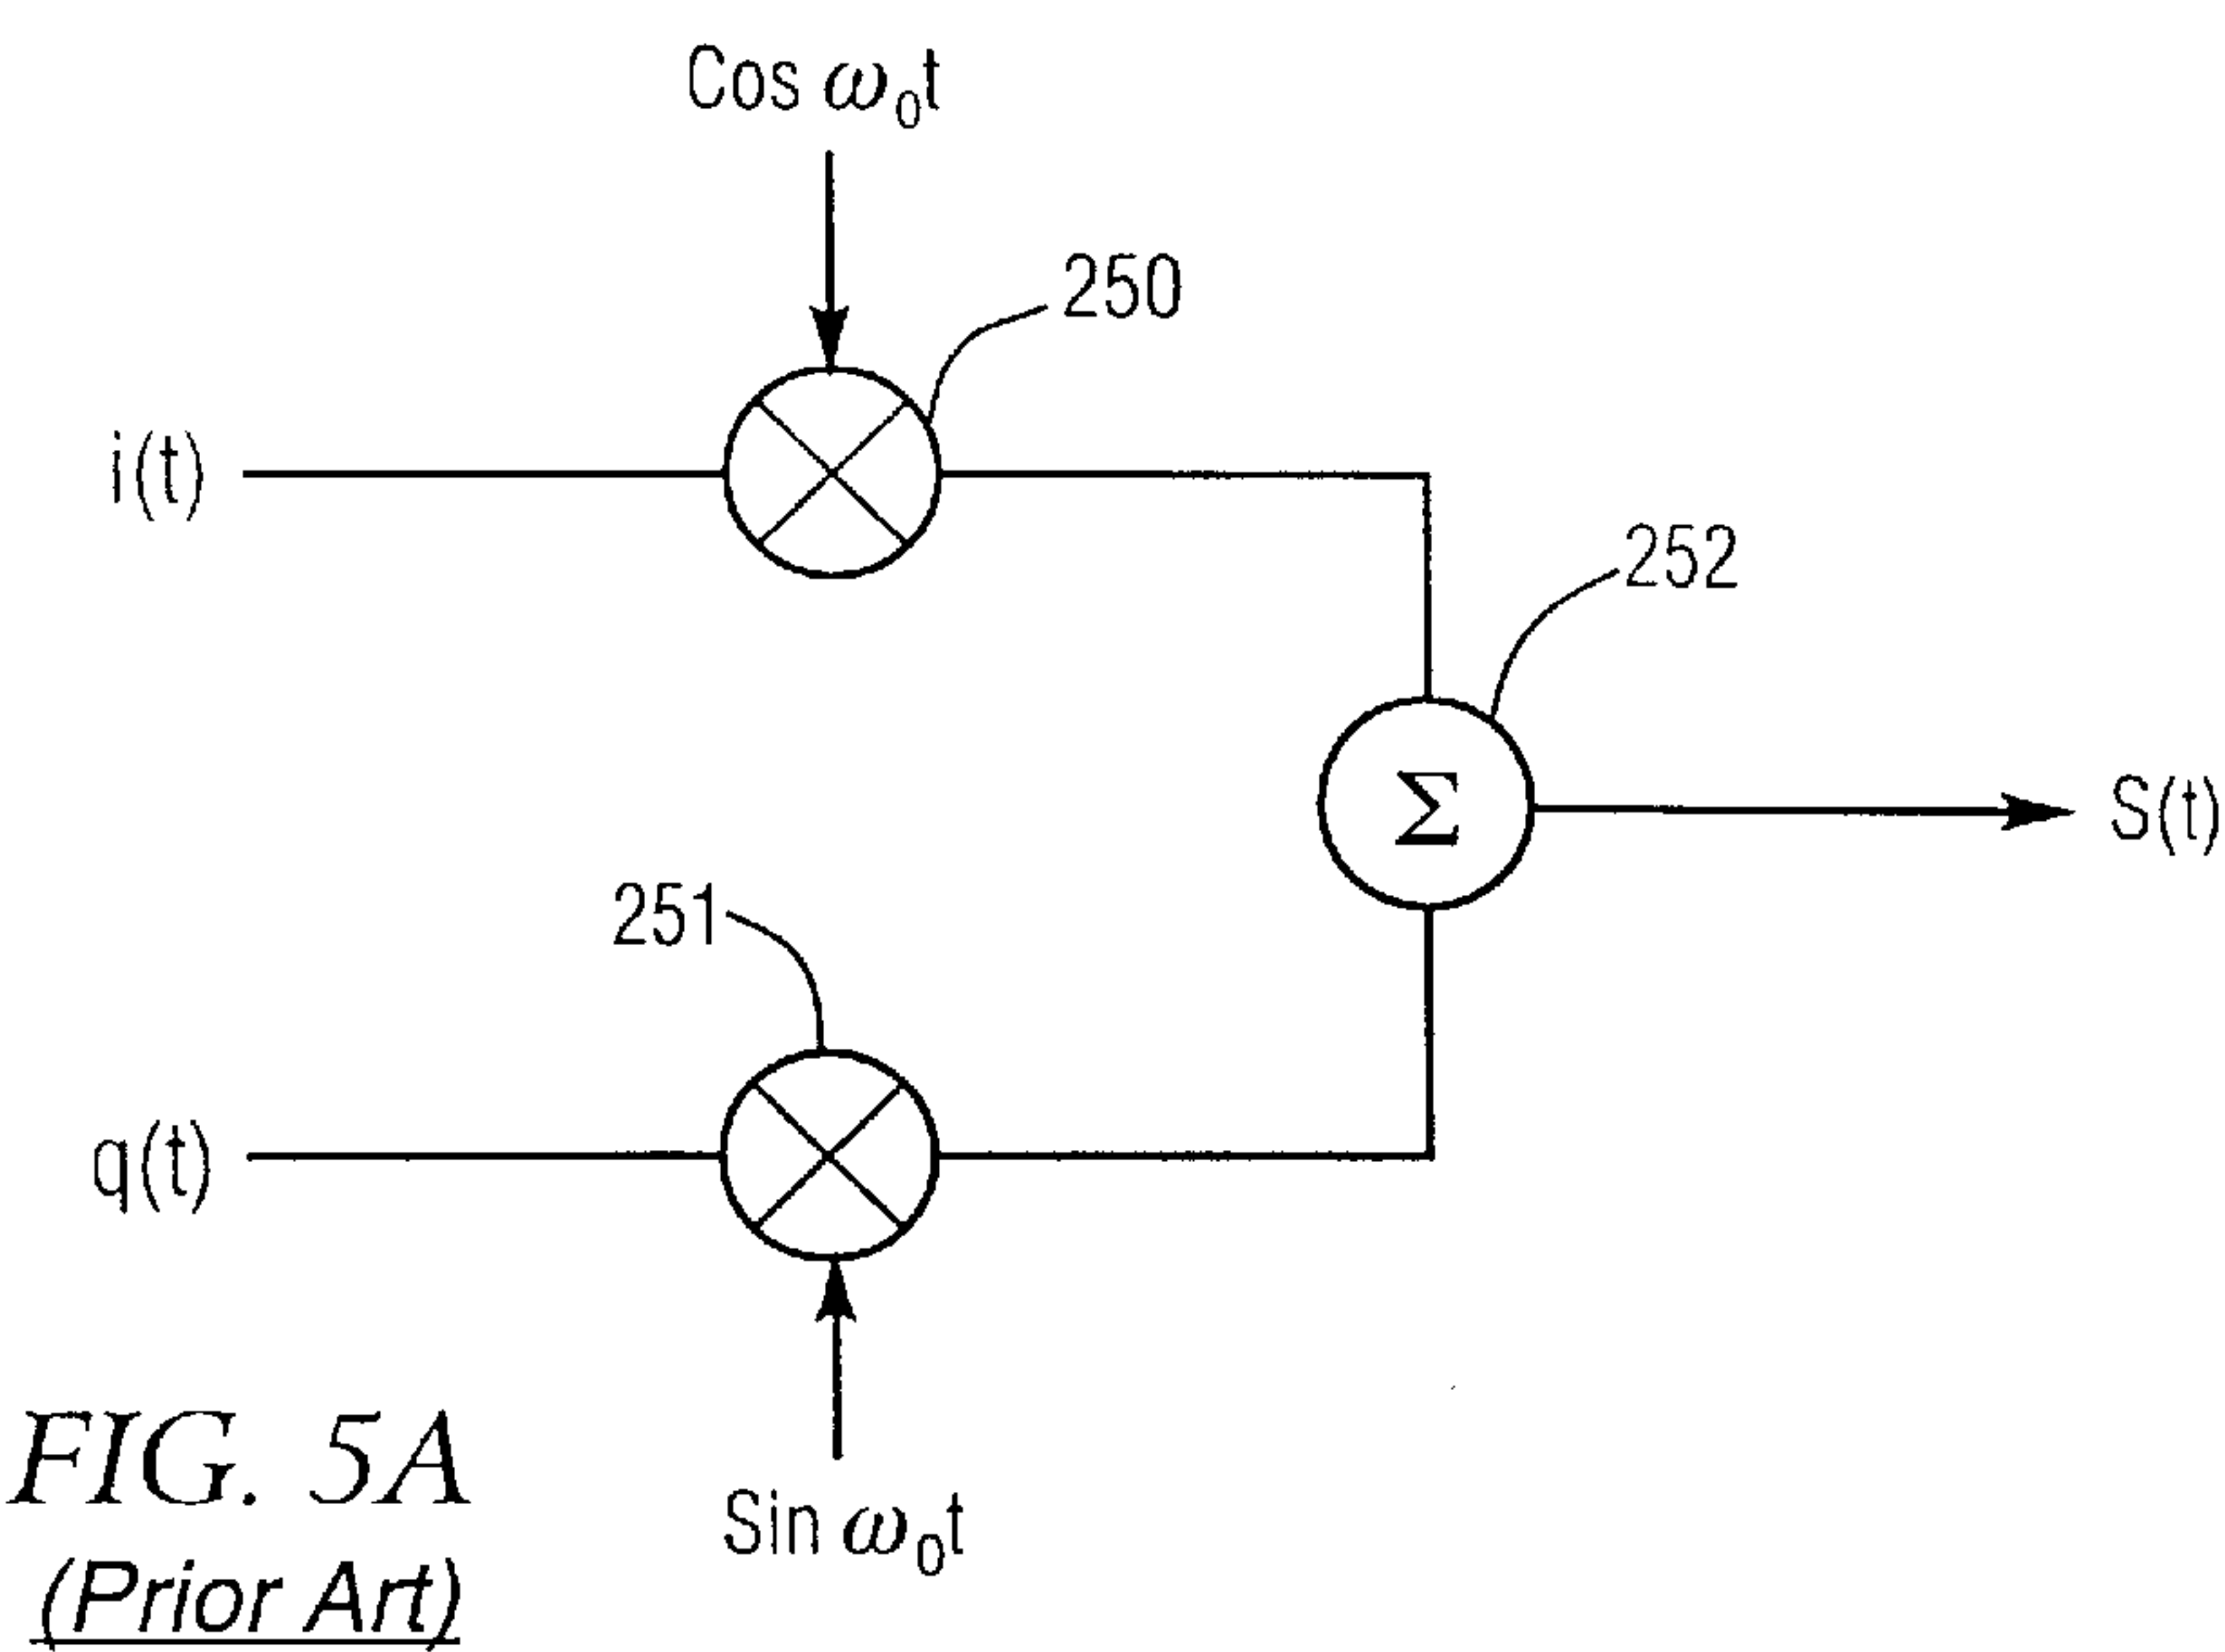 Cos ω₀t
250
i(t)
252
Σ
S(t)
251
q(t)
Sin ω₀t
FIG. 5A
(Prior Art)